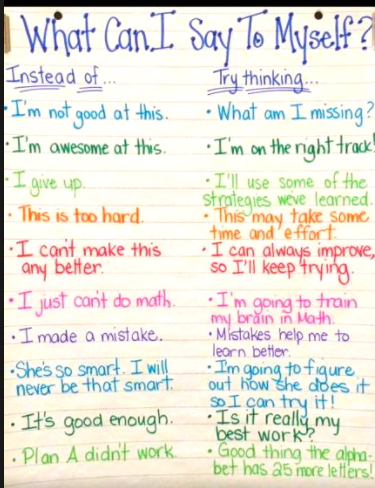 What Can I Say To Myself?
Instead of...
Try thinking...
• I'm not good at this.
• What am I missing?
• I'm awesome at this.
• I'm on the right track!
• I give up.
• I'll use some of the
strategies weve learned.
• This is too hard.
• This may take some
time and effort.
• I can't make this
any better.
• I can always improve,
so I'll keep trying.
• I just can't do math.
• I'm going to train
my brain in Math.
• I made a mistake.
• Mistakes help me to
learn better.
• She's so smart. I will
never be that smart.
• I'm going to figure
out how she does it
so I can try it!
• It's good enough.
• Is it really my
best work?
• Plan A didn't work.
• Good thing the alpha-
bet has 25 more letters!